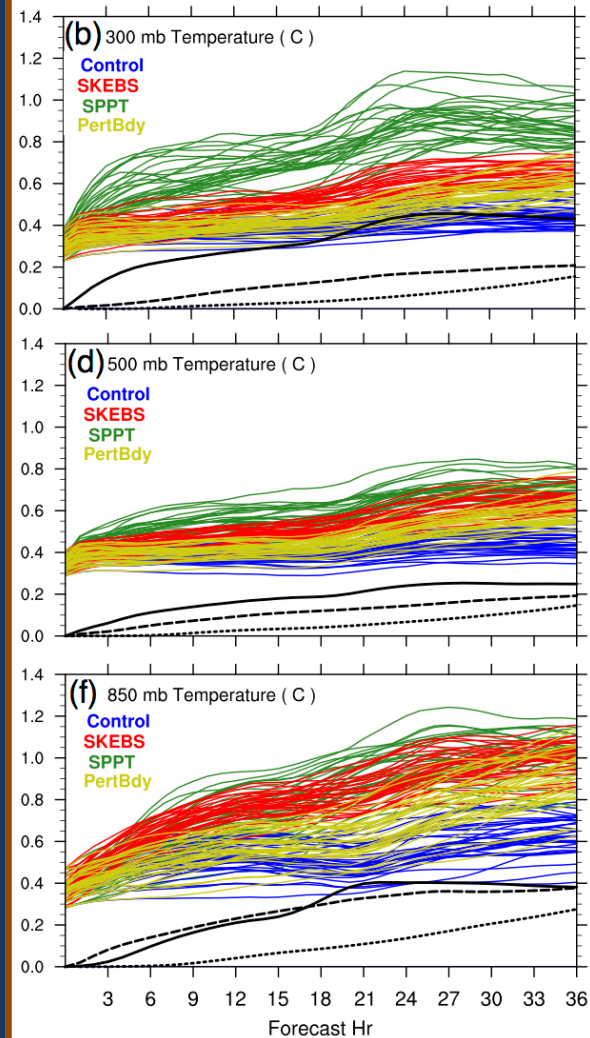 (b) 300 mb Temperature ( C )
Control
SKEBS
SPPT
PertBdy
1.4
1.2
1.0
0.8
0.6
0.4
0.2
0.0
(d) 500 mb Temperature ( C )
Control
SKEBS
SPPT
PertBdy
1.4
1.2
1.0
0.8
0.6
0.4
0.2
0.0
(f) 850 mb Temperature ( C )
Control
SKEBS
SPPT
PertBdy
1.4
1.2
1.0
0.8
0.6
0.4
0.2
0.0
3 6 9 12 15 18 21 24 27 30 33 36
Forecast Hr